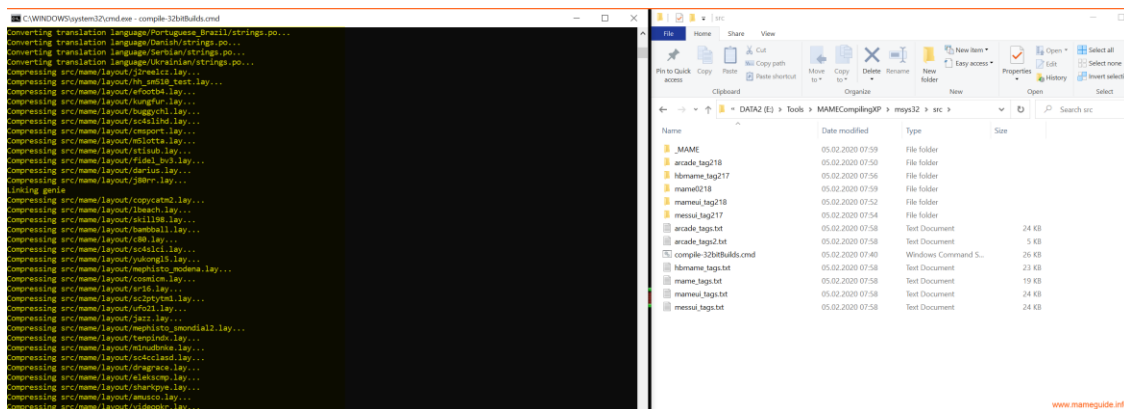 C:\WINDOWS\system32\cmd.exe - compile-32bitBuilds.cmd
Converting translation language/Portuguese_Brazil/strings.po...
Converting translation language/Danish/strings.po...
Converting translation language/Serbian/strings.po...
Converting translation language/Ukrainian/strings.po...
Compressing src/mame/layout/j2reelcz.lay...
Compressing src/mame/layout/hh_sm510_test.lay...
Compressing src/mame/layout/efootb4.lay...
Compressing src/mame/layout/kungfur.lay...
Compressing src/mame/layout/buggychl.lay...
Compressing src/mame/layout/sc4slihd.lay...
Compressing src/mame/layout/cmsport.lay...
Compressing src/mame/layout/m5lotta.lay...
Compressing src/mame/layout/stisub.lay...
Compressing src/mame/layout/fidel_bv3.lay...
Compressing src/mame/layout/darius.lay...
Compressing src/mame/layout/j80rr.lay...
Linking genie
Compressing src/mame/layout/copycatm2.lay...
Compressing src/mame/layout/lbeach.lay...
Compressing src/mame/layout/skill98.lay...
Compressing src/mame/layout/bambball.lay...
Compressing src/mame/layout/c80.lay...
Compressing src/mame/layout/sc4slci.lay...
Compressing src/mame/layout/yukongl5.lay...
Compressing src/mame/layout/mephisto_modena.lay...
Compressing src/mame/layout/cosmicm.lay...
Compressing src/mame/layout/sr16.lay...
Compressing src/mame/layout/sc2ptytm1.lay...
Compressing src/mame/layout/ufo21.lay...
Compressing src/mame/layout/jazz.lay...
Compressing src/mame/layout/mephisto_smondial2.lay...
Compressing src/mame/layout/tenpindx.lay...
Compressing src/mame/layout/m1nudbnke.lay...
Compressing src/mame/layout/sc4cclasd.lay...
Compressing src/mame/layout/dragrace.lay...
Compressing src/mame/layout/elekscmp.lay...
Compressing src/mame/layout/sharkpye.lay...
Compressing src/mame/layout/amusco.lay...
Compressing src/mame/layout/videopkr.lay...
src
File Home Share View
Pin to Quick access
Copy
Paste
Cut
Copy path
Paste shortcut
Move to
Copy to
Delete
Rename
New folder
New item
Easy access
Properties
Open
Edit
History
Select all
Select none
Invert selecti
Clipboard Organize New Open Select
« DATA2 (E:) > Tools > MAMECompilingXP > msys32 > src > Search src
Name Date modified Type Size
_MAME 05.02.2020 07:59 File folder
arcade_tag218 05.02.2020 07:50 File folder
hbmame_tag217 05.02.2020 07:56 File folder
mame0218 05.02.2020 07:59 File folder
mameui_tag218 05.02.2020 07:52 File folder
messui_tag217 05.02.2020 07:54 File folder
arcade_tags.txt 05.02.2020 07:58 Text Document 24 KB
arcade_tags2.txt 05.02.2020 07:58 Text Document 5 KB
compile-32bitBuilds.cmd 05.02.2020 07:40 Windows Command S... 26 KB
hbmame_tags.txt 05.02.2020 07:58 Text Document 23 KB
mame_tags.txt 05.02.2020 07:58 Text Document 19 KB
mameui_tags.txt 05.02.2020 07:58 Text Document 24 KB
messui_tags.txt 05.02.2020 07:58 Text Document 24 KB
www.mameguide.inf